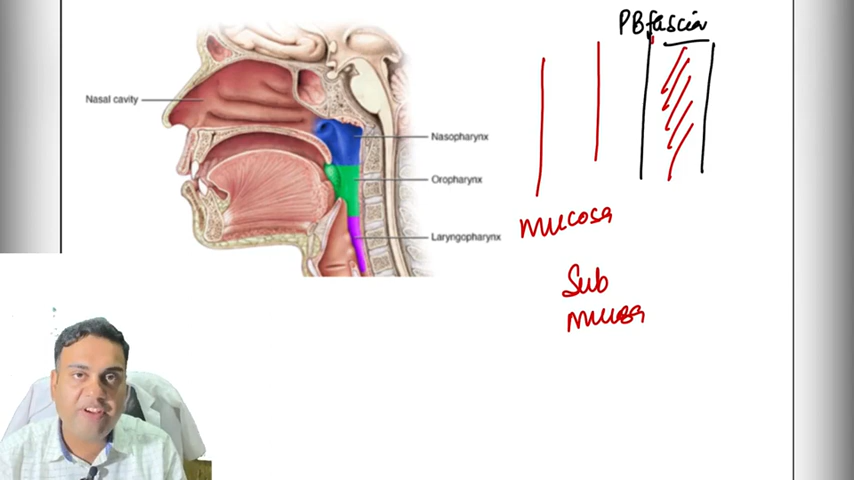 PBfascia
Nasal cavity
Nasopharynx
Oropharynx
Laryngopharynx
mucosa
Sub
mucosa